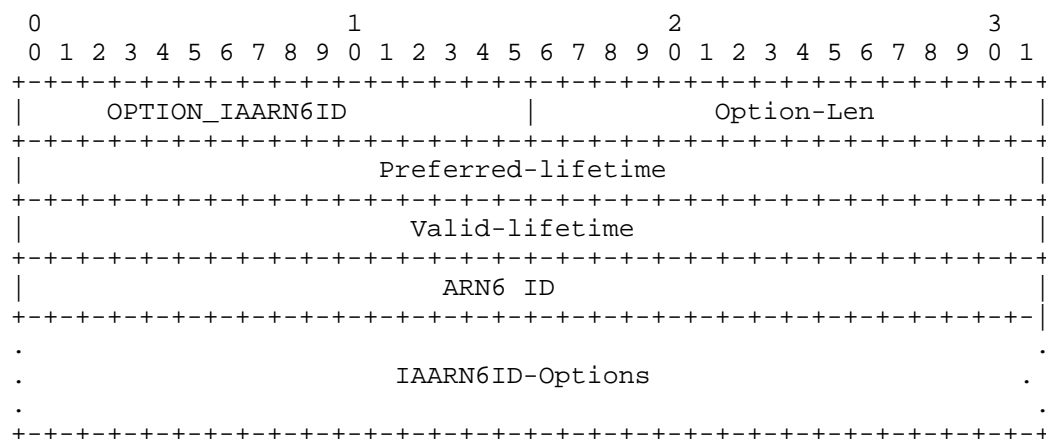 0                   1                   2                   3
 0 1 2 3 4 5 6 7 8 9 0 1 2 3 4 5 6 7 8 9 0 1 2 3 4 5 6 7 8 9 0 1
+-+-+-+-+-+-+-+-+-+-+-+-+-+-+-+-+-+-+-+-+-+-+-+-+-+-+-+-+-+-+-+-+
|     OPTION_IAARN6ID           |           Option-Len          |
+-+-+-+-+-+-+-+-+-+-+-+-+-+-+-+-+-+-+-+-+-+-+-+-+-+-+-+-+-+-+-+-+
|                      Preferred-lifetime                       |
+-+-+-+-+-+-+-+-+-+-+-+-+-+-+-+-+-+-+-+-+-+-+-+-+-+-+-+-+-+-+-+-+
|                        Valid-lifetime                         |
+-+-+-+-+-+-+-+-+-+-+-+-+-+-+-+-+-+-+-+-+-+-+-+-+-+-+-+-+-+-+-+-+
|                          ARN6 ID                              |
+-+-+-+-+-+-+-+-+-+-+-+-+-+-+-+-+-+-+-+-+-+-+-+-+-+-+-+-+-+-+-+-|
.                                                               .
.                       IAARN6ID-Options                       .
.                                                               .
+-+-+-+-+-+-+-+-+-+-+-+-+-+-+-+-+-+-+-+-+-+-+-+-+-+-+-+-+-+-+-+-+